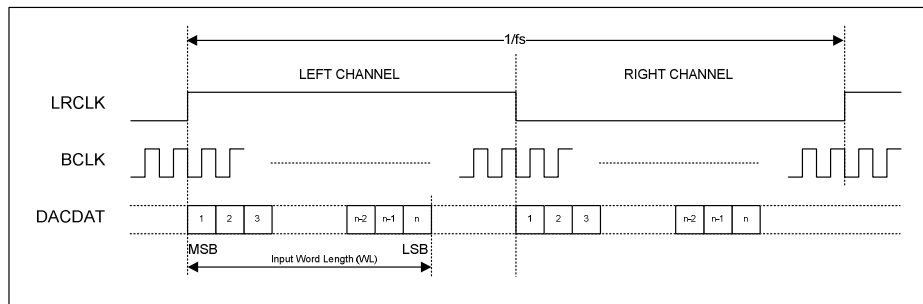 1/fs
LEFT CHANNEL RIGHT CHANNEL
LRCLK
BCLK
DACDAT 1 2 3 n-2 n-1 n 1 2 3 n-2 n-1 n
MSB LSB
Input Word Length (WL)